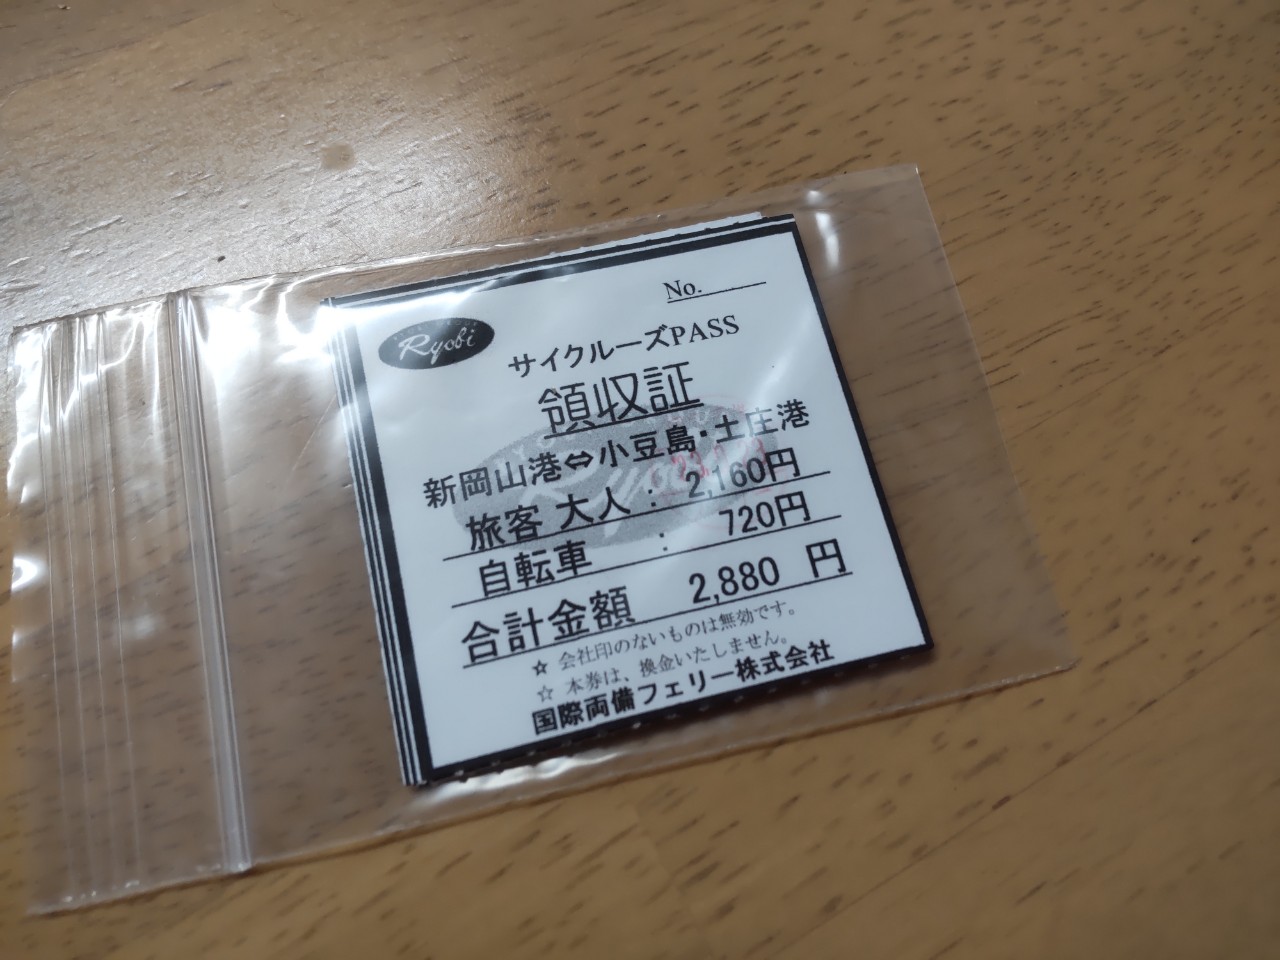 No.
Ryobi
サイクルーズPASS
領収証
新岡山港⇔小豆島・土庄港
旅客 大人 : 2,160円
自転車 : 720円
合計金額 2,880 円
☆ 会社印のないものは無効です。
☆ 本券は、換金いたしません。
国際両備フェリー株式会社